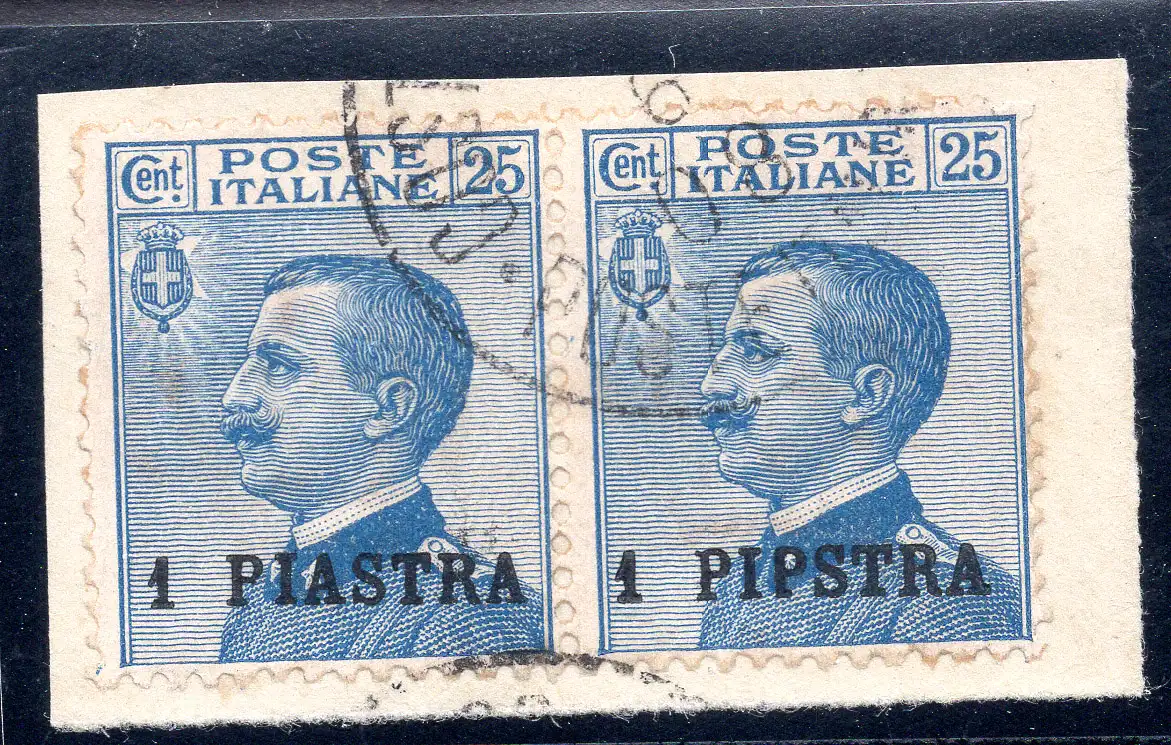 Cent. POSTE ITALIANE 25
1 PIASTRA
Cent. POSTE ITALIANE 25
1 PIPSTRA